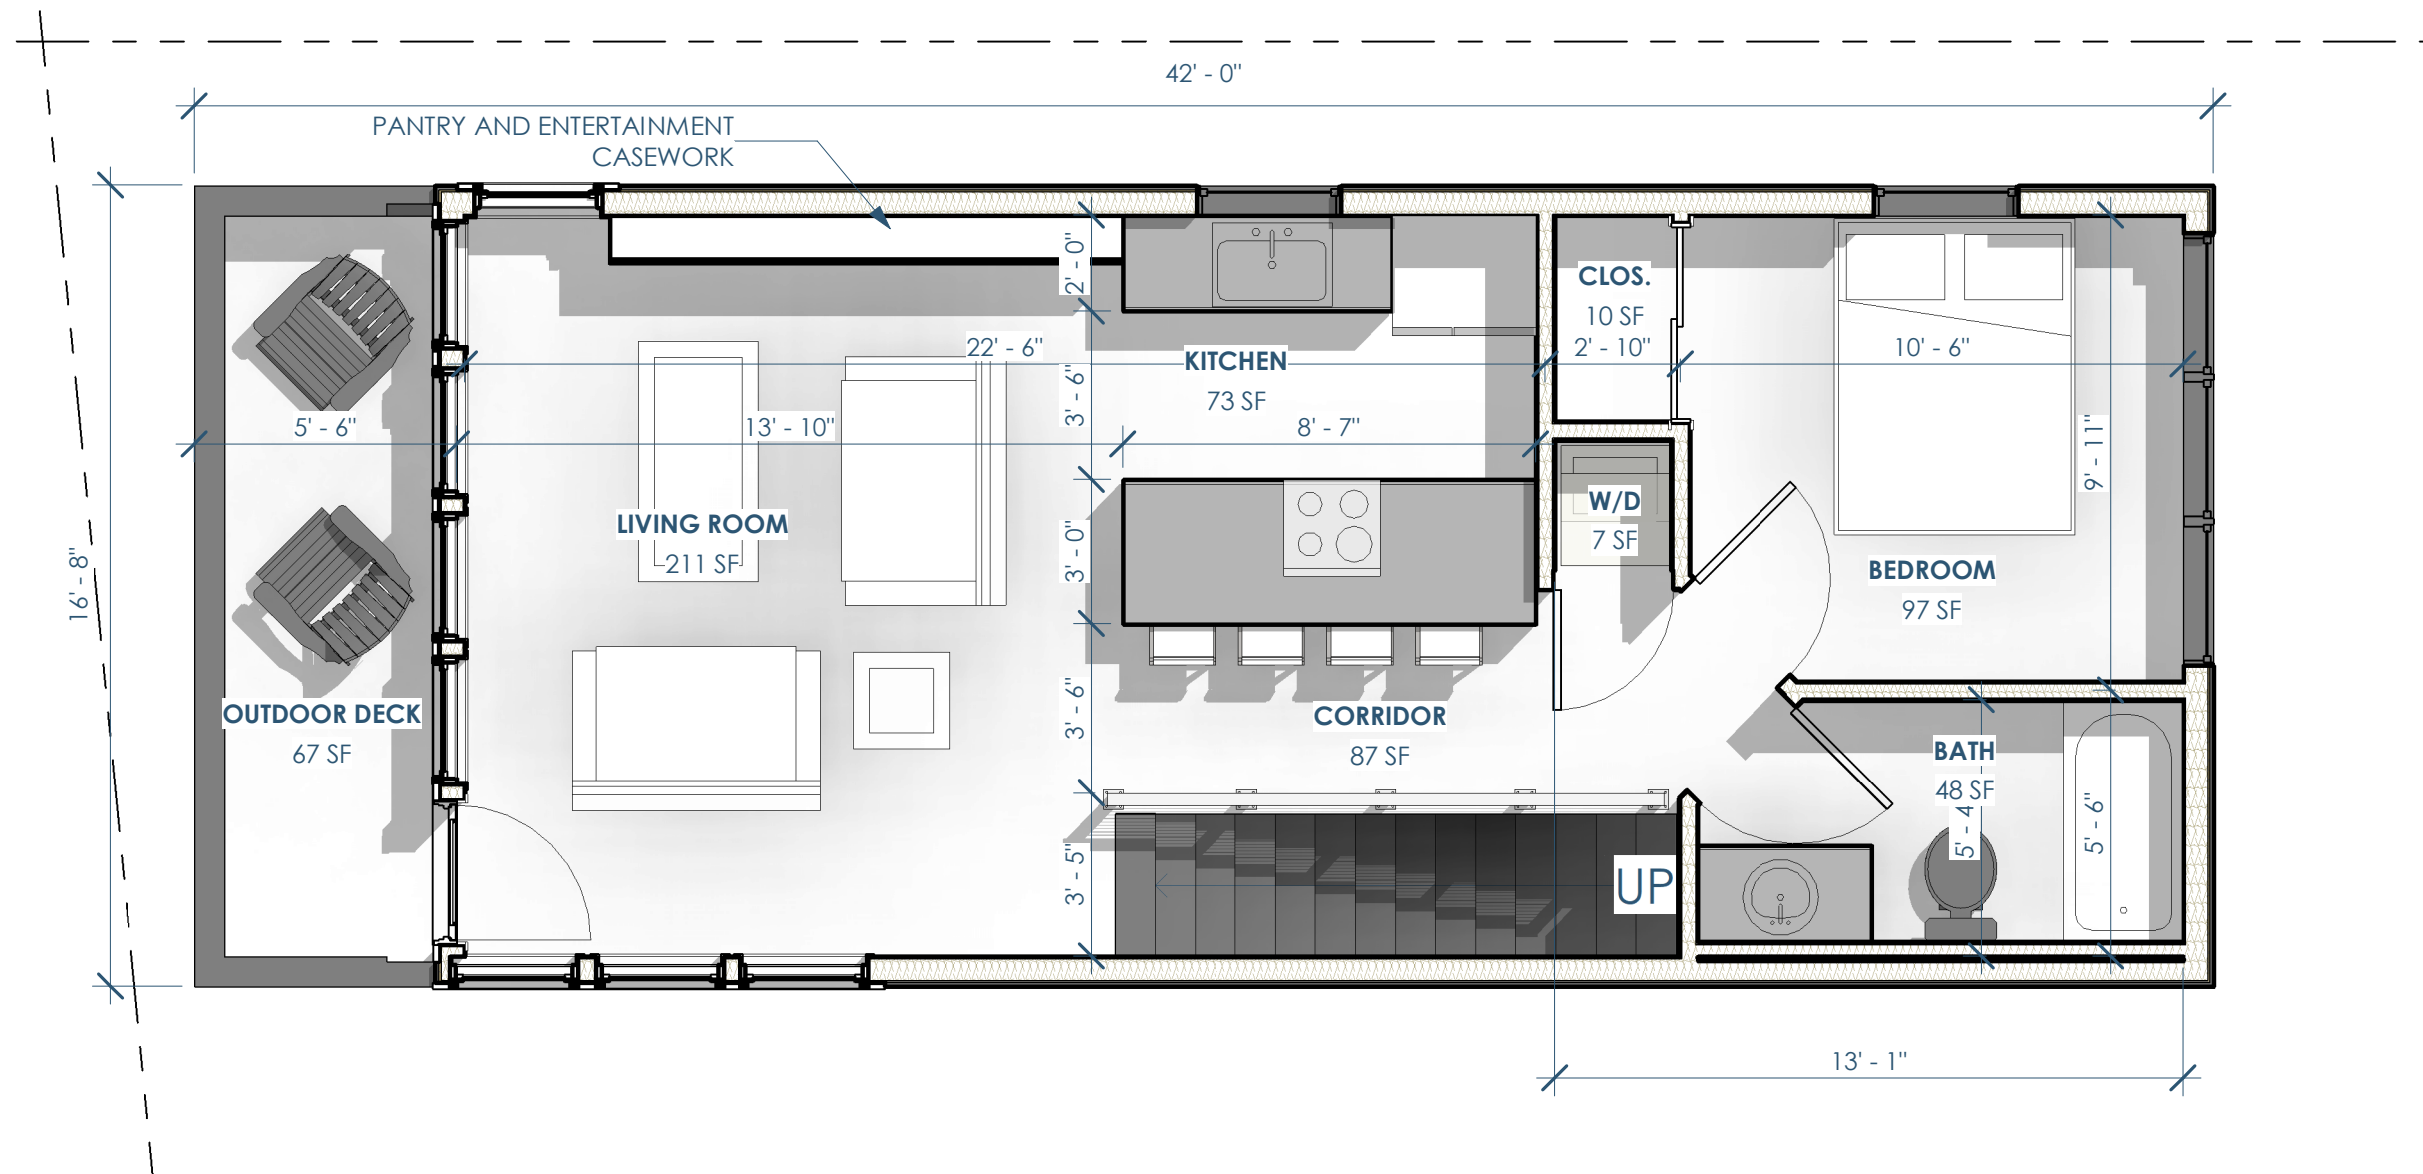 42' - 0"
PANTRY AND ENTERTAINMENT
CASEWORK
2' - 0"
CLOS.
10 SF
2' - 10"
22' - 6"
KITCHEN
73 SF
10' - 6"
3' - 6"
5' - 6"
13' - 10"
8' - 7"
9' - 11"
W/D
7 SF
LIVING ROOM
211 SF
3' - 0"
BEDROOM
97 SF
16' - 8"
OUTDOOR DECK
67 SF
3' - 6"
CORRIDOR
87 SF
BATH
48 SF
5' - 4
5' - 6"
3' - 5"
UP
13' - 1"